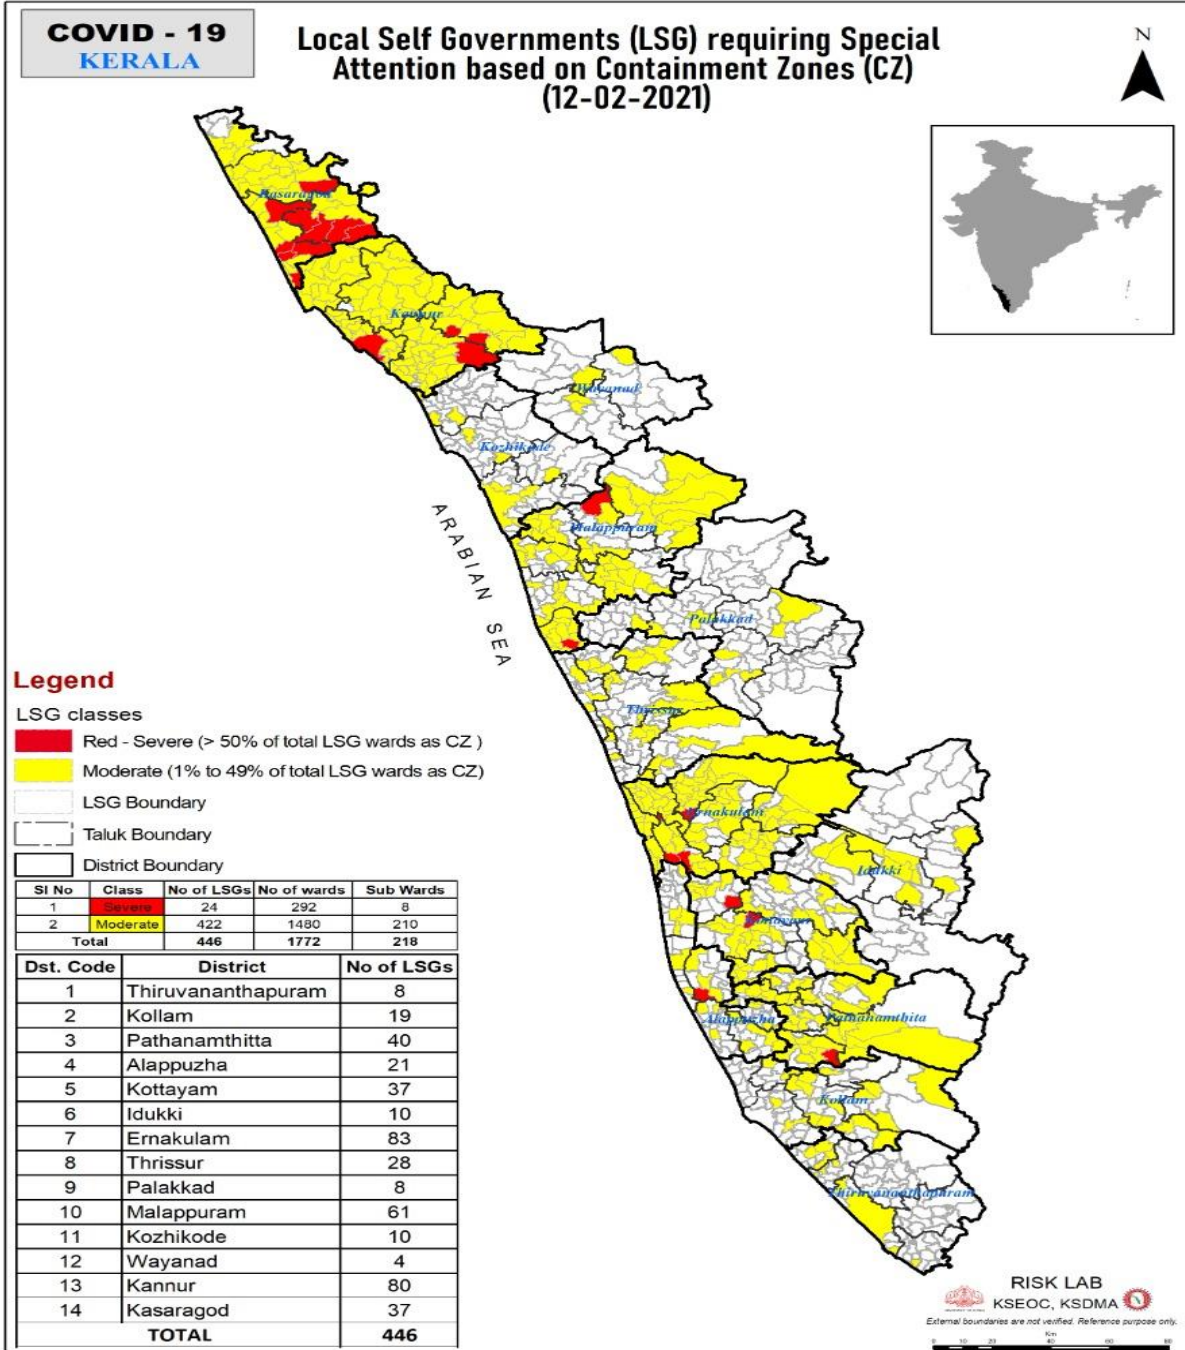 COVID - 19
KERALA
Local Self Governments (LSG) requiring Special
Attention based on Containment Zones (CZ)
(12-02-2021)
N
Kasaragod
Kannur
Wayanad
Kozhikode
Malappuram
ARABIAN SEA
Palakkad
Thrissur
Ernakulam
Idukki
Kottayam
Alappuzha
Pathanamthitta
Kollam
Thiruvananthapuram
Legend
LSG classes
Red - Severe (> 50% of total LSG wards as CZ )
Moderate (1% to 49% of total LSG wards as CZ)
LSG Boundary
Taluk Boundary
District Boundary
Sl No Class No of LSGs No of wards Sub Wards
1 Severe 24 292 8
2 Moderate 422 1480 210
Total 446 1772 218
Dst. Code District No of LSGs
1 Thiruvananthapuram 8
2 Kollam 19
3 Pathanamthitta 40
4 Alappuzha 21
5 Kottayam 37
6 Idukki 10
7 Ernakulam 83
8 Thrissur 28
9 Palakkad 8
10 Malappuram 61
11 Kozhikode 10
12 Wayanad 4
13 Kannur 80
14 Kasaragod 37
TOTAL 446
RISK LAB
KSEOC, KSDMA
External boundaries are not verified. Reference purpose only.
Km
0 10 20 40 60 80